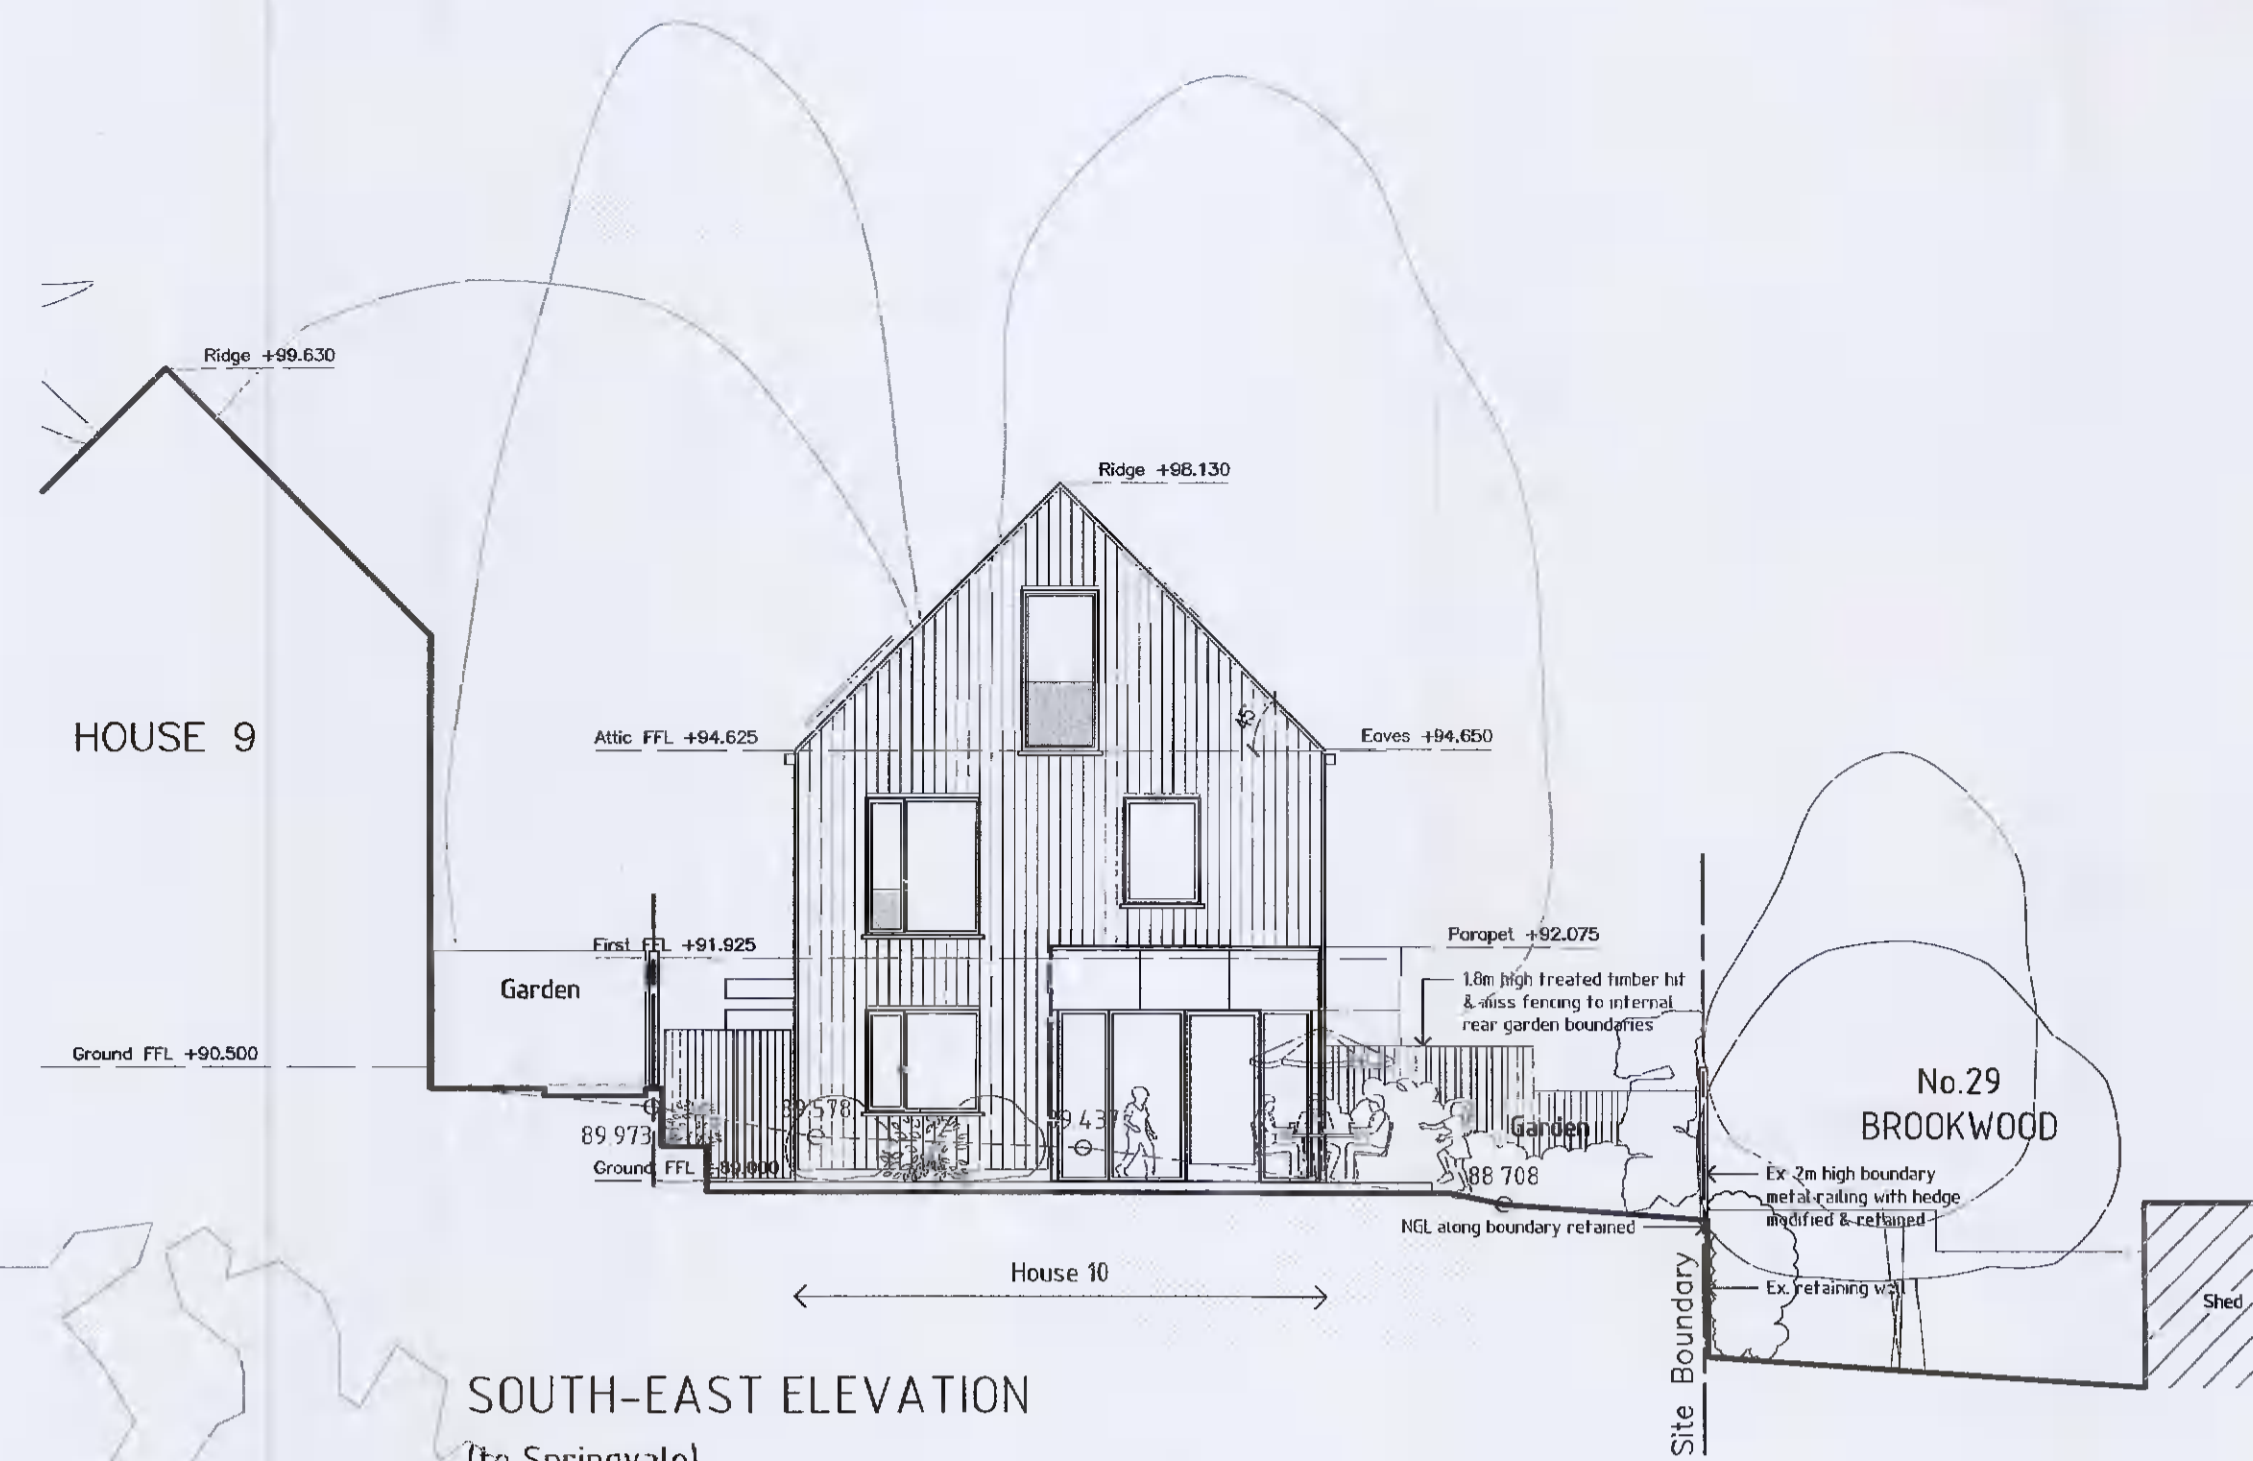 Ridge +99.630
Ridge +98.130
HOUSE 9
Attic FFL +94.625
Eaves +94.650
45°
First FFL +91.925
Parapet +92.075
Garden
1.8m high treated timber hit
& miss fencing to internal
rear garden boundaries
Ground FFL +90.500
No.29
BROOKWOOD
89.973
89.578
89.437
Garden
Ground FFL +89.000
88.708
Ex 2m high boundary
metal railing with hedge
modified & retained
NGL along boundary retained
House 10
Ex. retaining wall
Shed
Site Boundary
SOUTH-EAST ELEVATION
(to Springvale)